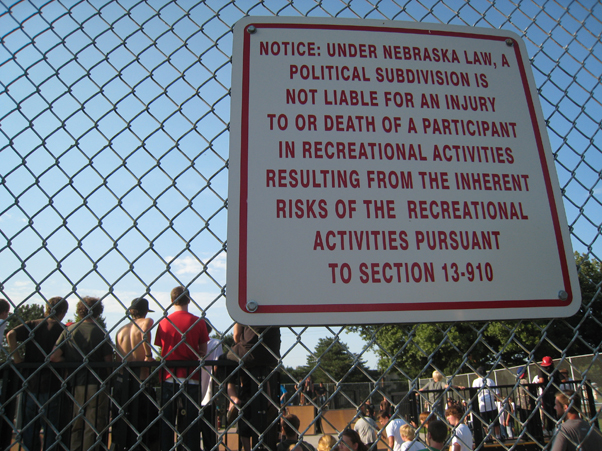 NOTICE: UNDER NEBRASKA LAW, A
POLITICAL SUBDIVISION IS
NOT LIABLE FOR AN INJURY
TO OR DEATH OF A PARTICIPANT
IN RECREATIONAL ACTIVITIES
RESULTING FROM THE INHERENT
RISKS OF THE RECREATIONAL
ACTIVITIES PURSUANT
TO SECTION 13-910